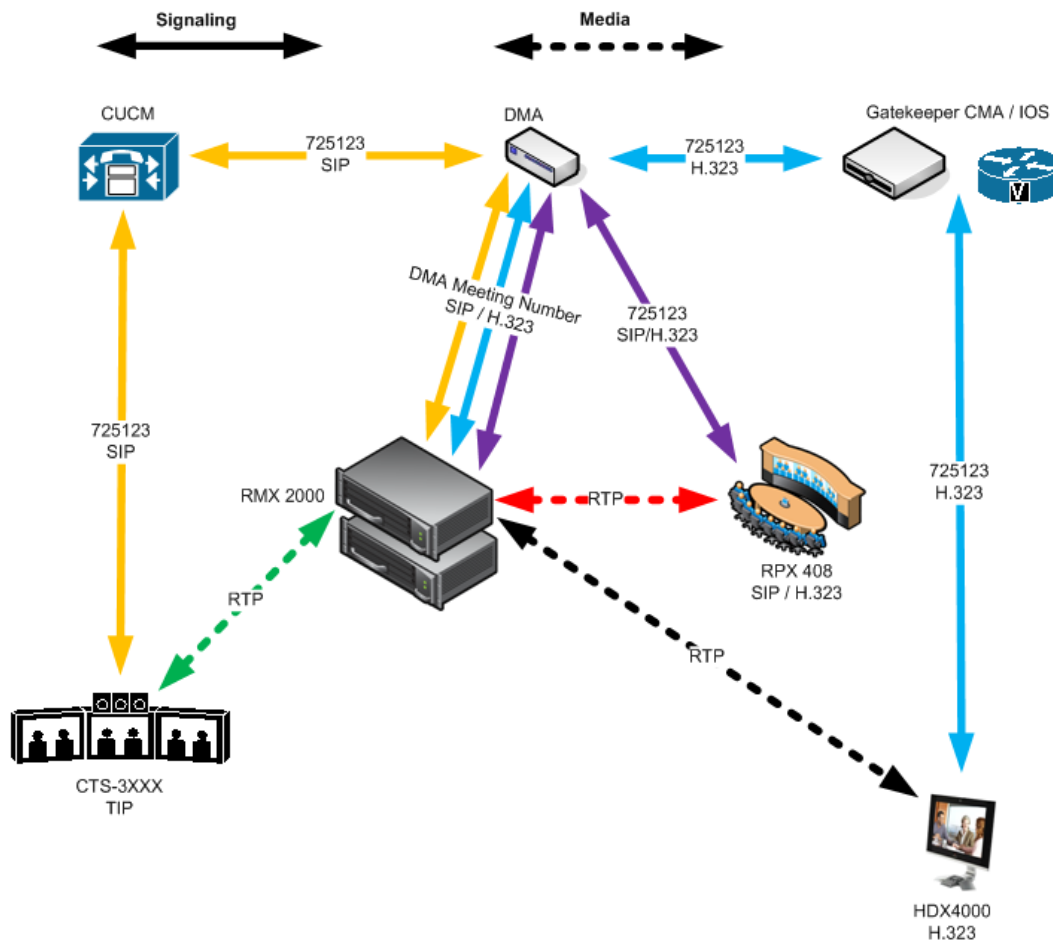 Signaling
Media
CUCM
DMA
Gatekeeper CMA / IOS
725123
SIP
725123
H.323
V
DMA Meeting Number
SIP / H.323
725123
SIP/H.323
725123
SIP
725123
H.323
RMX 2000
RTP
RPX 408
SIP / H.323
RTP
RTP
CTS-3XXX
TIP
HDX4000
H.323